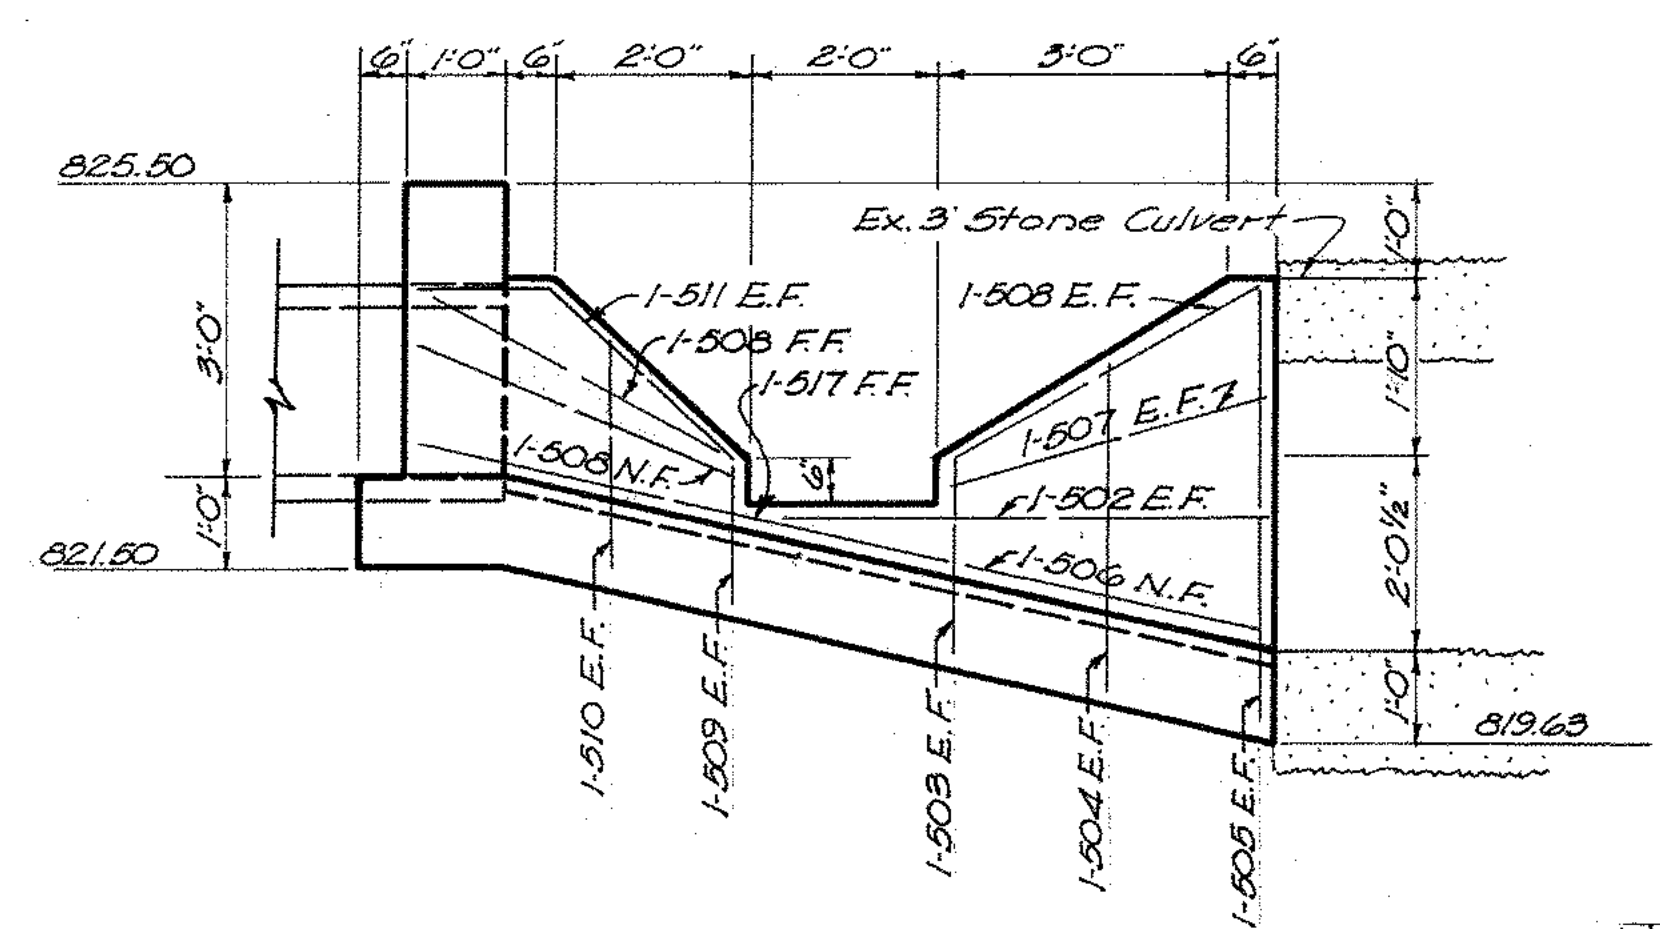 6" 1'-0" 6" 2'-0" 2'-0" 3'-0" 6"
825.50
Ex. 3' Stone Culvert
1'-0"
1-511 E.F.
1-508 E.F.
1-508 F.F.
3'-0"
1-517 F.F.
1'-10"
1-507 E.F.
1-508 N.F.
6"
1-502 E.F.
1'-0"
821.50
1-506 N.F.
2'-0½"
1-510 E.F.
1-509 E.F.
1-503 E.F.
1-504 E.F.
1-505 E.F.
1'-0"
819.63